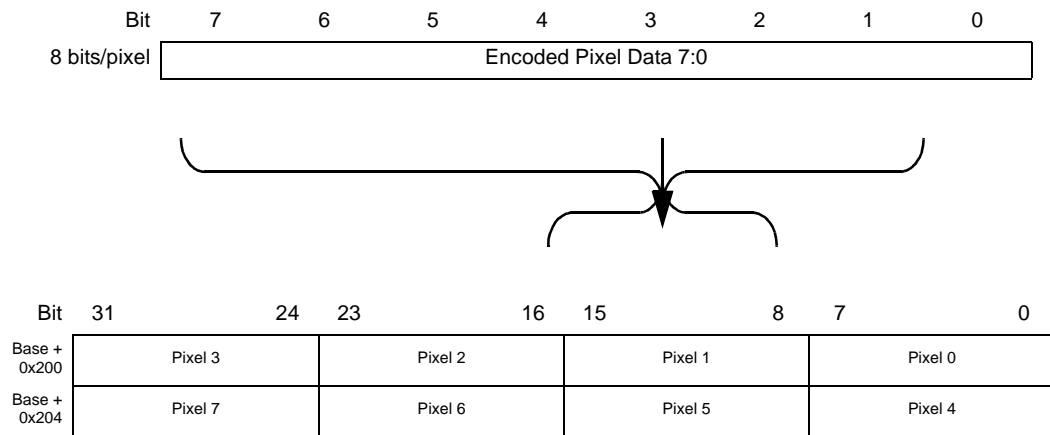 Bit 7 6 5 4 3 2 1 0
8 bits/pixel Encoded Pixel Data 7:0
Bit 31 24 23 16 15 8 7 0
Base + 0x200 Pixel 3 Pixel 2 Pixel 1 Pixel 0
Base + 0x204 Pixel 7 Pixel 6 Pixel 5 Pixel 4